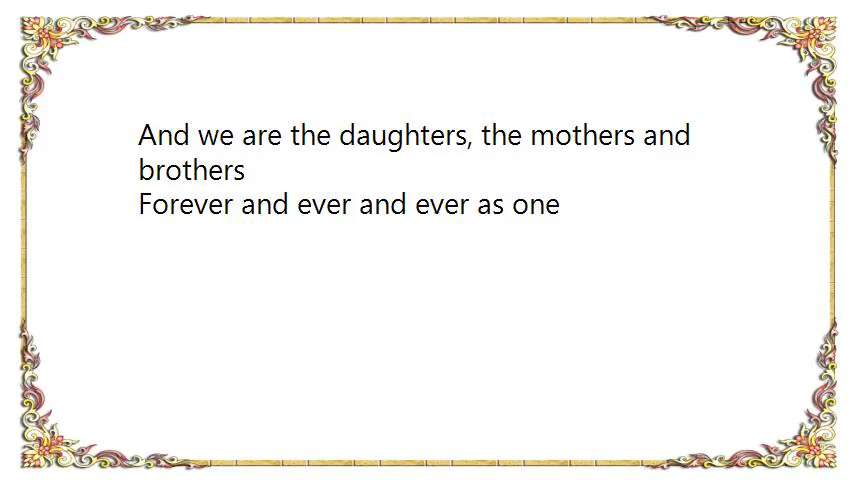 And we are the daughters, the mothers and
brothers
Forever and ever and ever as one